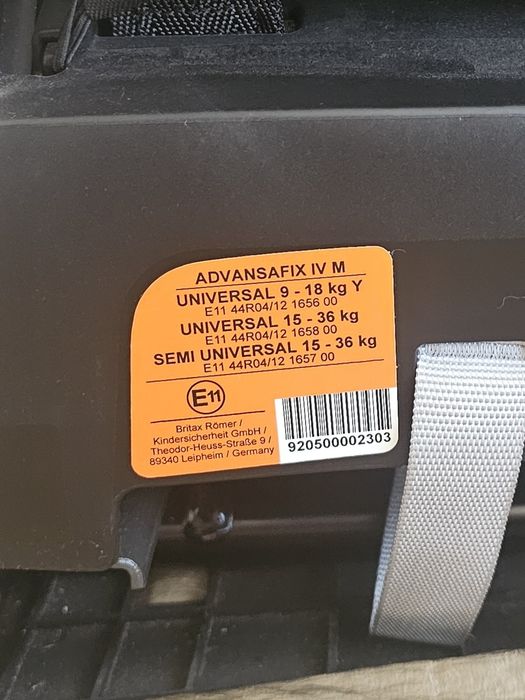 ADVANSAFIX IV M
UNIVERSAL 9 - 18 kg Y
E11 44R04/12 1656 00
UNIVERSAL 15 - 36 kg
E11 44R04/12 1658 00
SEMI UNIVERSAL 15 - 36 kg
E11 44R04/12 1657 00
E11
Britax Römer /
Kindersicherheit GmbH /
Theodor-Heuss-Straße 9 /
89340 Leipheim / Germany
920500002303